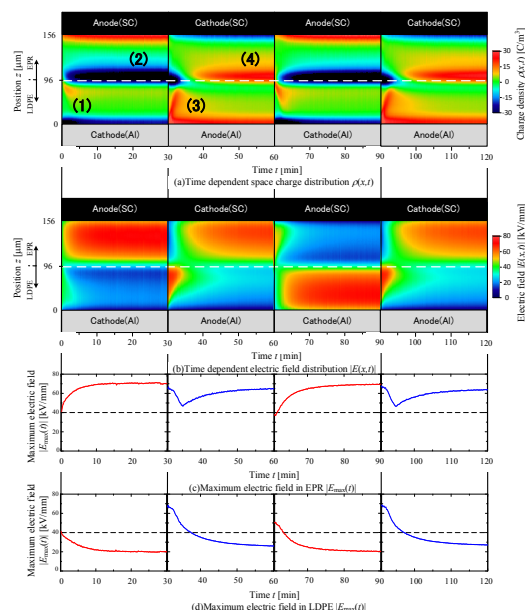 Anode(SC) Cathode(SC) Anode(SC) Cathode(SC)
156
96
0
Position z [µm]
LDPE EPR
(1) (2) (3) (4)
Cathode(Al) Anode(Al) Cathode(Al) Anode(Al)
30
15
0
-15
-30
Charge density ρ(x,t) [C/m³]
0 10 20 30 40 50 60 70 80 90 100 110 120
Time t [min]
(a)Time dependent space charge distribution ρ(x,t)
Anode(SC) Cathode(SC) Anode(SC) Cathode(SC)
156
96
0
Position z [µm]
LDPE EPR
Cathode(Al) Anode(Al) Cathode(Al) Anode(Al)
80
60
40
20
0
Electric field E(x,t) [kV/mm]
0 10 20 30 40 50 60 70 80 90 100 110 120
Time t [min]
(b)Time dependent electric field distribution |E(x,t)|
Maximum electric field
|Emax(t)| [kV/mm]
80
60
40
20
0
0 10 20 30 40 50 60 70 80 90 100 110 120
Time t [min]
(c)Maximum electric field in EPR |Emax(t)|
Maximum electric field
|Emax(t)| [kV/mm]
80
60
40
20
0
0 10 20 30 40 50 60 70 80 90 100 110 120
Time t [min]
(d)Maximum electric field in LDPE |Emax(t)|